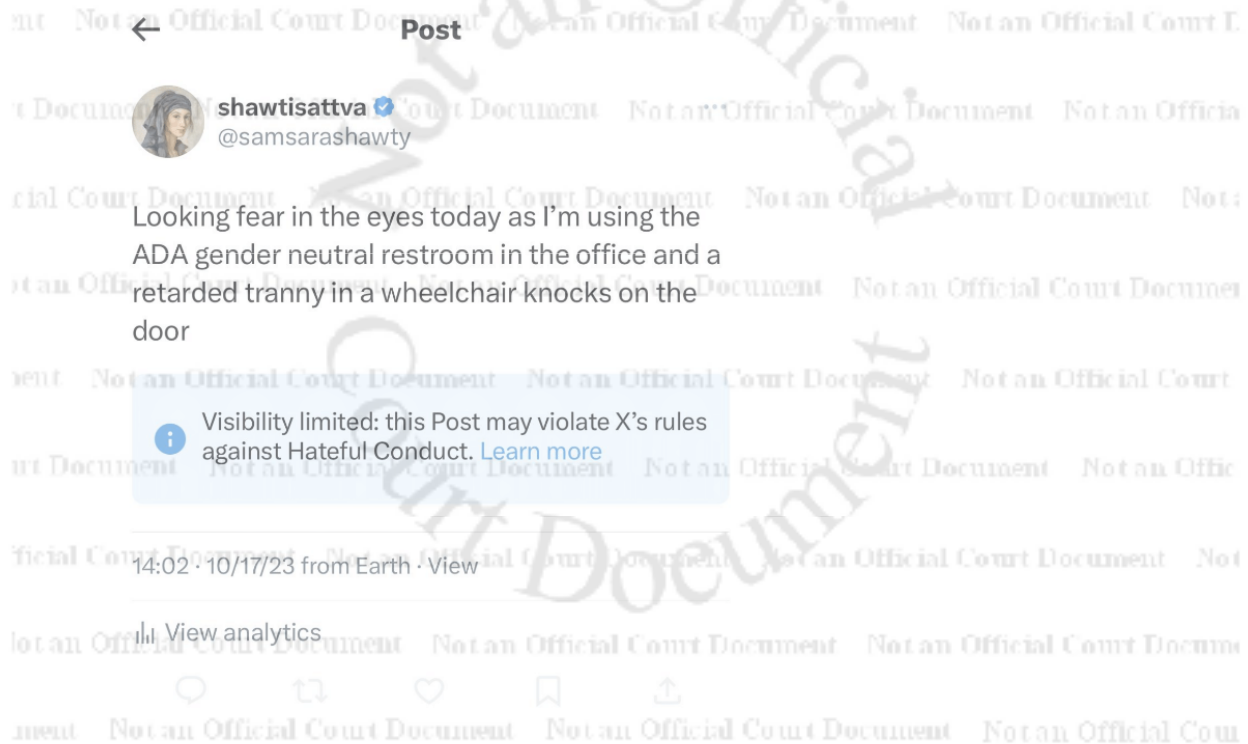 Post
shawtisattva
@samsarashawty
Looking fear in the eyes today as I’m using the
ADA gender neutral restroom in the office and a
retarded tranny in a wheelchair knocks on the
door
Visibility limited: this Post may violate X’s rules
against Hateful Conduct. Learn more
14:02 · 10/17/23 from Earth · View
View analytics
Not an Official Court Document